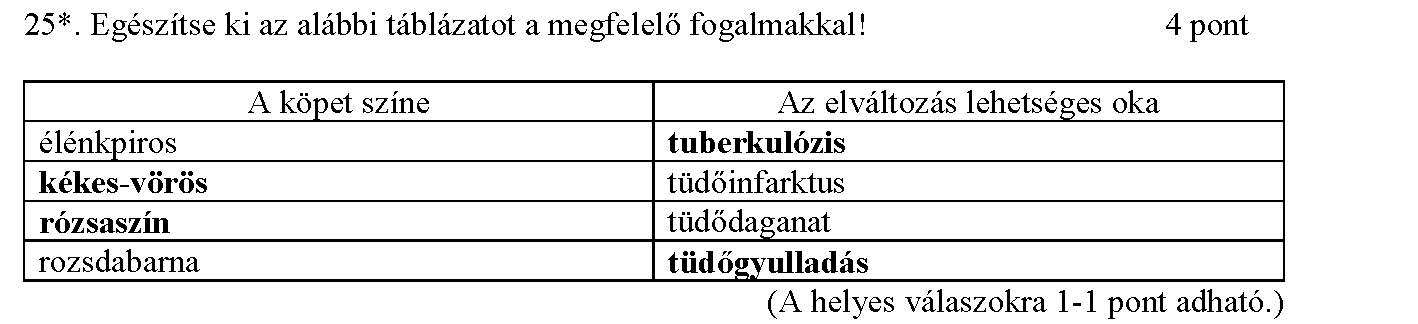 25*. Egészítse ki az alábbi táblázatot a megfelelő fogalmakkal! 4 pont
A köpet színe Az elváltozás lehetséges oka
élénkpiros tuberkulózis
kékes-vörös tüdőinfarktus
rózsaszín tüdődaganat
rozsdabarna tüdőgyulladás
(A helyes válaszokra 1-1 pont adható.)